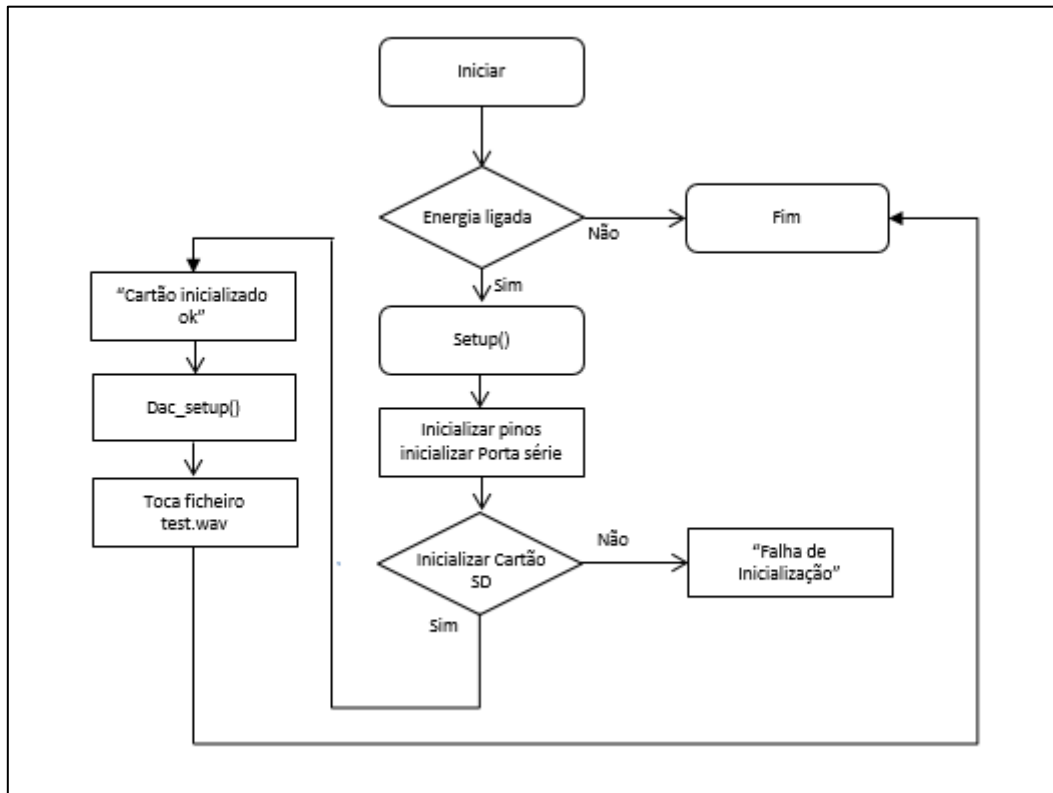 Iniciar
Energia ligada
Não
Fim
Sim
Setup()
Inicializar pinos
inicializar Porta série
Inicializar Cartão
SD
Não
“Falha de
Inicialização”
Sim
“Cartão inicializado
ok”
Dac_setup()
Toca ficheiro
test.wav